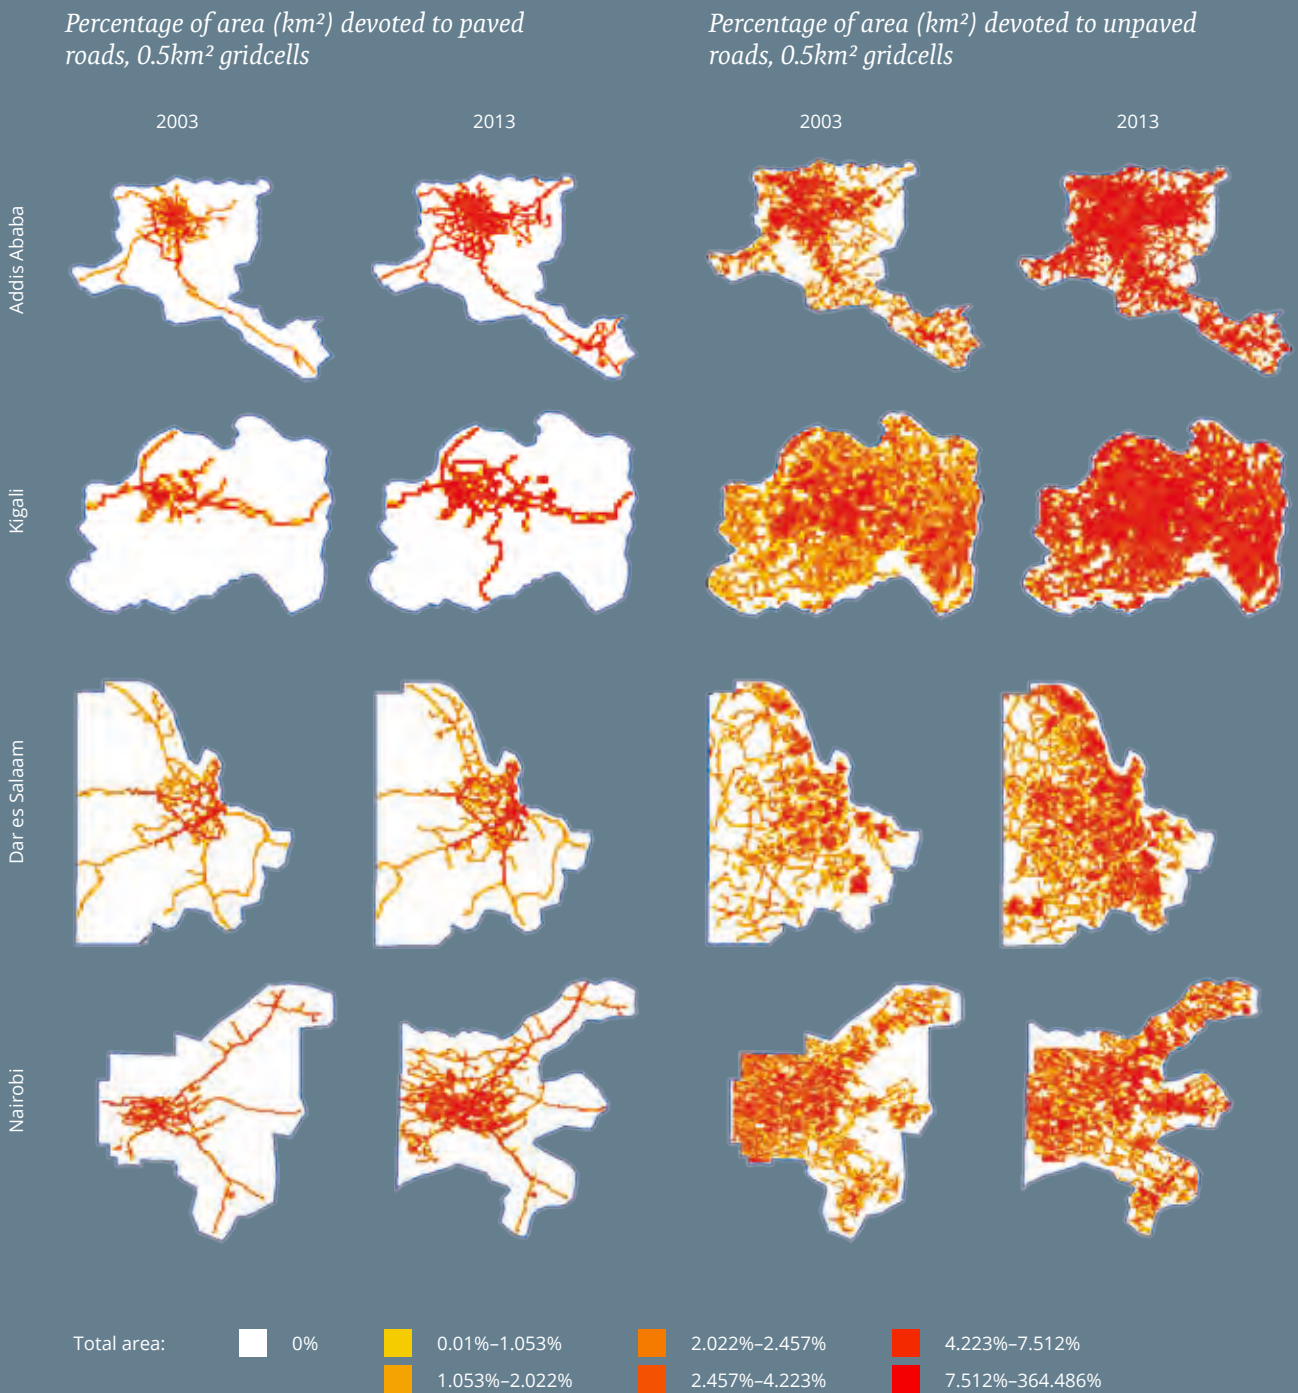 Percentage of area (km²) devoted to paved
roads, 0.5km² gridcells
Percentage of area (km²) devoted to unpaved
roads, 0.5km² gridcells
2003
2013
2003
2013
Addis Ababa
Kigali
Dar es Salaam
Nairobi
Total area:
0%
0.01%–1.053%
1.053%–2.022%
2.022%–2.457%
2.457%–4.223%
4.223%–7.512%
7.512%–364.486%